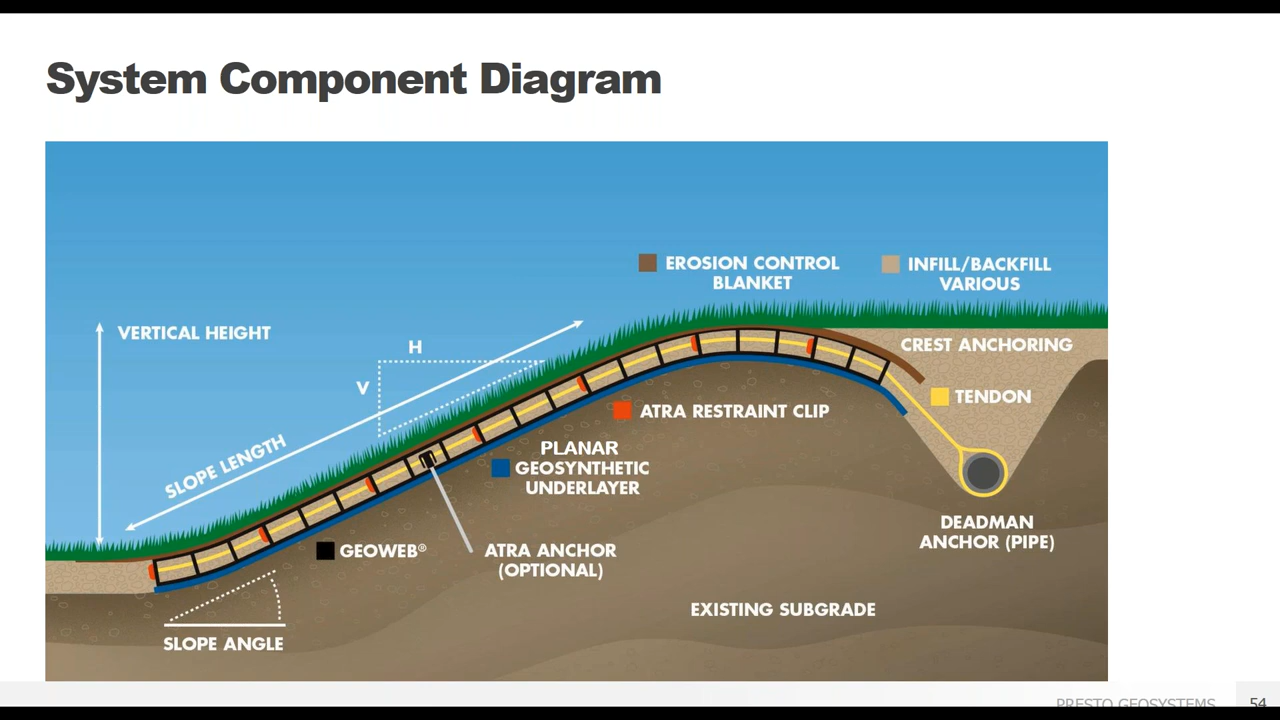 System Component Diagram
EROSION CONTROL
BLANKET
INFILL/BACKFILL
VARIOUS
VERTICAL HEIGHT
H
V
CREST ANCHORING
TENDON
ATRA RESTRAINT CLIP
SLOPE LENGTH
PLANAR
GEOSYNTHETIC
UNDERLAYER
DEADMAN
ANCHOR (PIPE)
GEOWEB®
ATRA ANCHOR
(OPTIONAL)
EXISTING SUBGRADE
SLOPE ANGLE
PRESTO GEOSYSTEMS
54